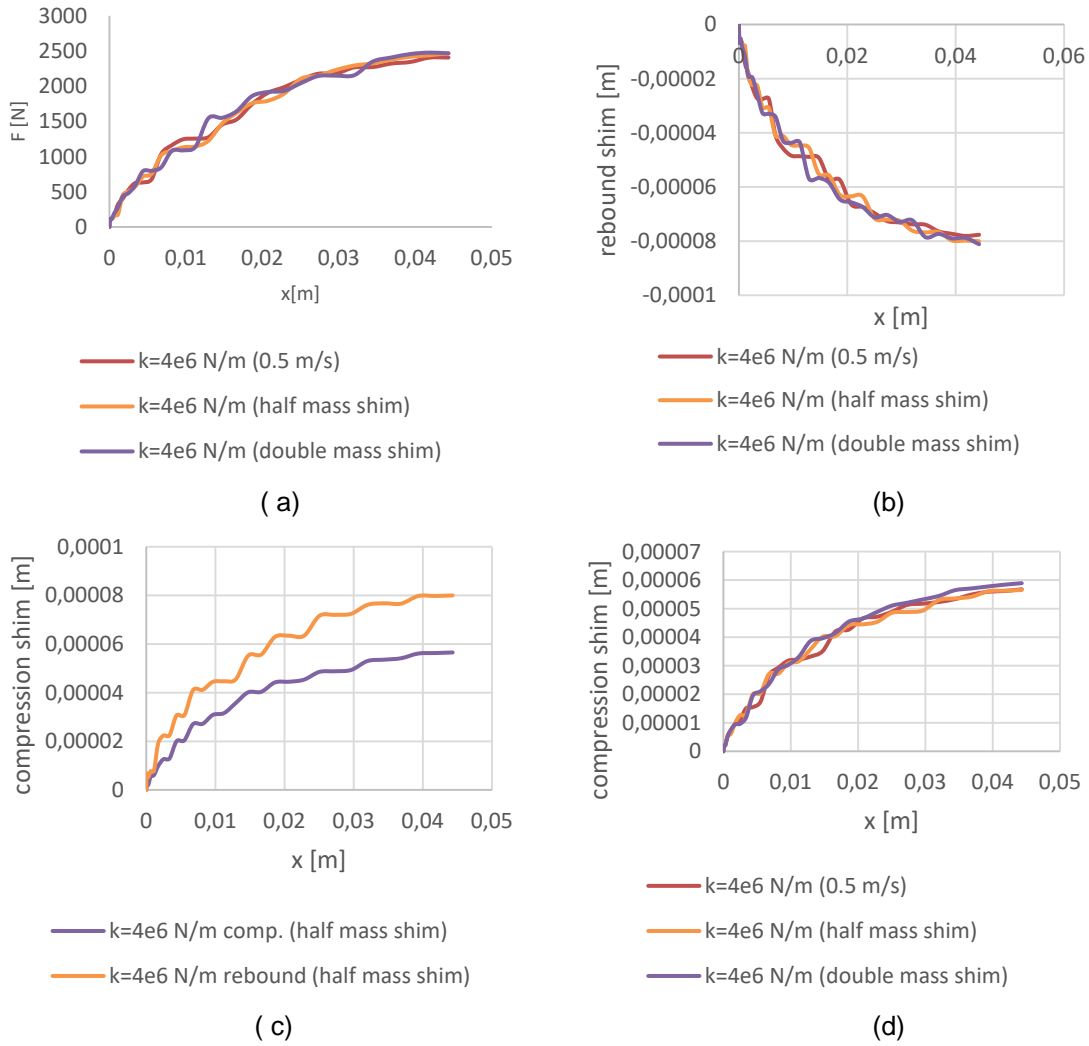 3000
2500
2000
1500
1000
500
0
F [N]
0 0,01 0,02 0,03 0,04 0,05
x[m]
k=4e6 N/m (0.5 m/s)
k=4e6 N/m (half mass shim)
k=4e6 N/m (double mass shim)
( a)
0
-0,00002
-0,00004
-0,00006
-0,00008
-0,0001
rebound shim [m]
0 0,02 0,04 0,06
x [m]
k=4e6 N/m (0.5 m/s)
k=4e6 N/m (half mass shim)
k=4e6 N/m (double mass shim)
(b)
0,0001
0,00008
0,00006
0,00004
0,00002
0
compression shim [m]
0 0,01 0,02 0,03 0,04 0,05
x [m]
k=4e6 N/m comp. (half mass shim)
k=4e6 N/m rebound (half mass shim)
( c)
0,00007
0,00006
0,00005
0,00004
0,00003
0,00002
0,00001
0
compression shim [m]
0 0,01 0,02 0,03 0,04 0,05
x [m]
k=4e6 N/m (0.5 m/s)
k=4e6 N/m (half mass shim)
k=4e6 N/m (double mass shim)
(d)